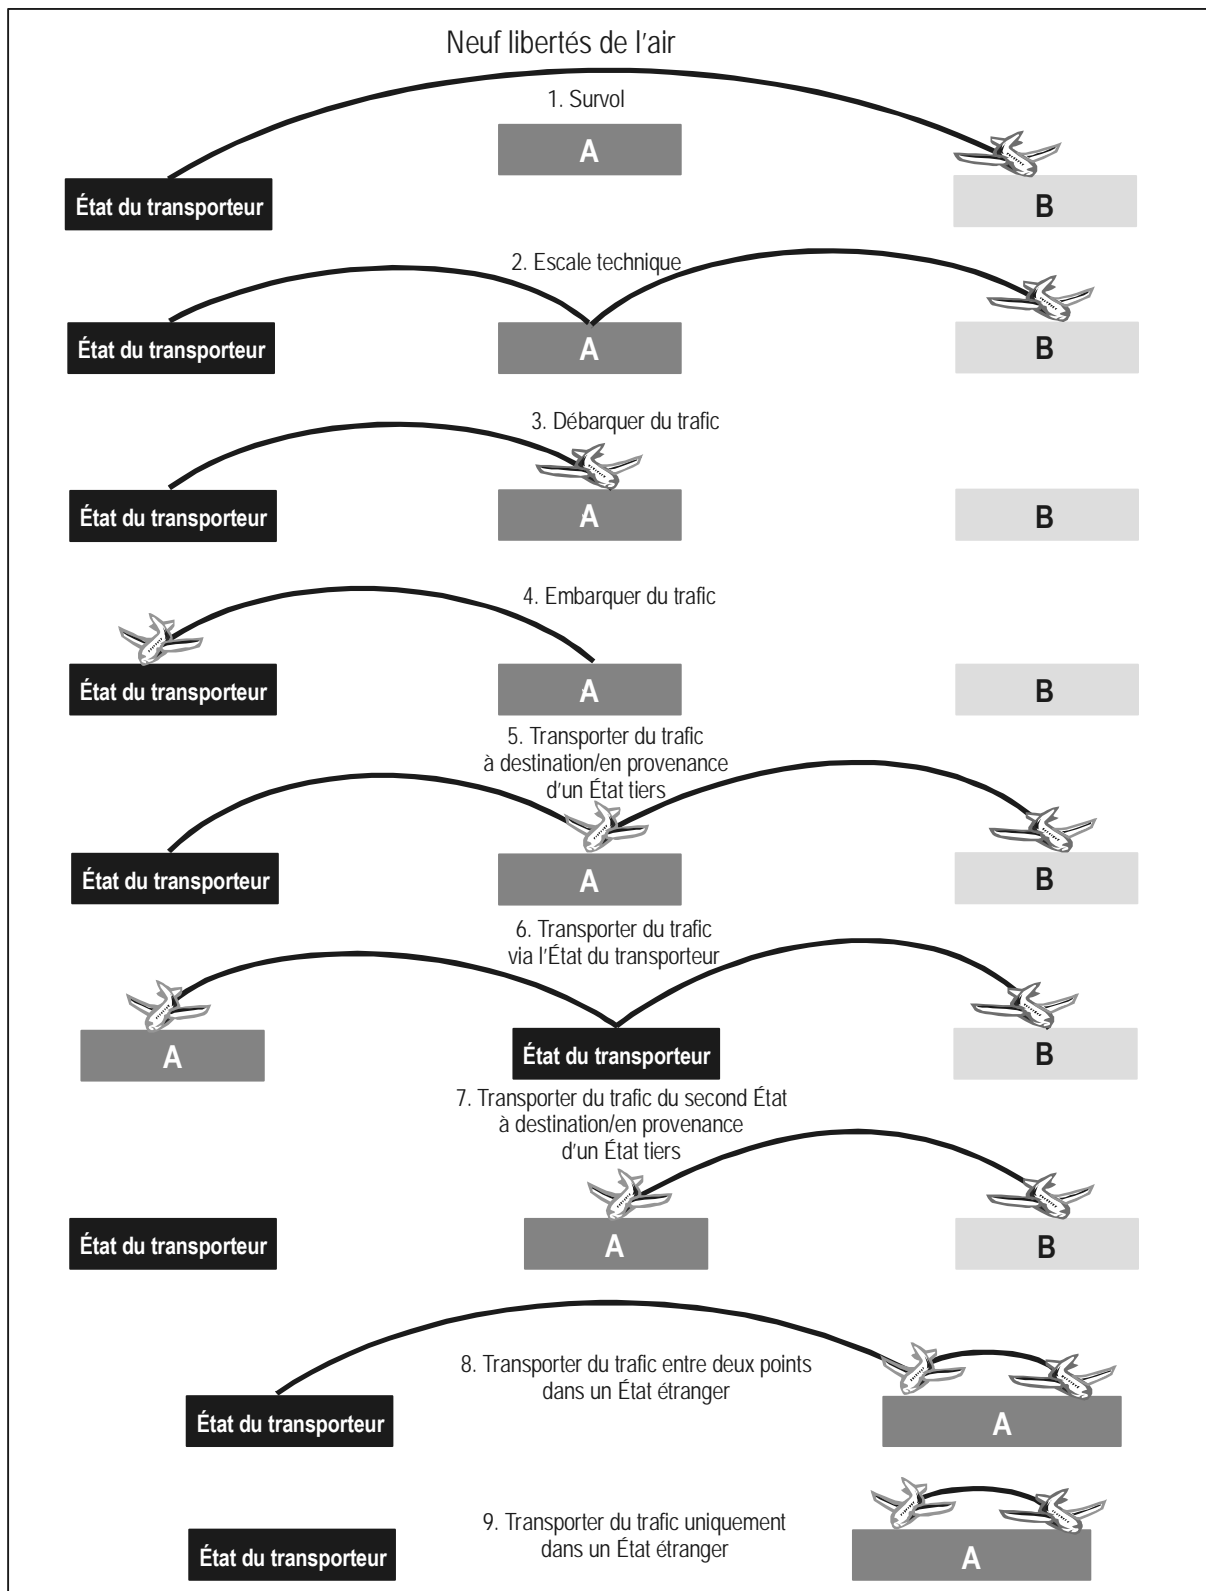 Neuf libertés de l'air
1. Survol
A
État du transporteur
B
2. Escale technique
État du transporteur
A
B
3. Débarquer du trafic
État du transporteur
A
B
4. Embarquer du trafic
État du transporteur
A
B
5. Transporter du trafic
à destination/en provenance
d'un État tiers
État du transporteur
A
B
6. Transporter du trafic
via l'État du transporteur
A
État du transporteur
B
7. Transporter du trafic du second État
à destination/en provenance
d'un État tiers
État du transporteur
A
B
8. Transporter du trafic entre deux points
dans un État étranger
État du transporteur
A
9. Transporter du trafic uniquement
dans un État étranger
État du transporteur
A